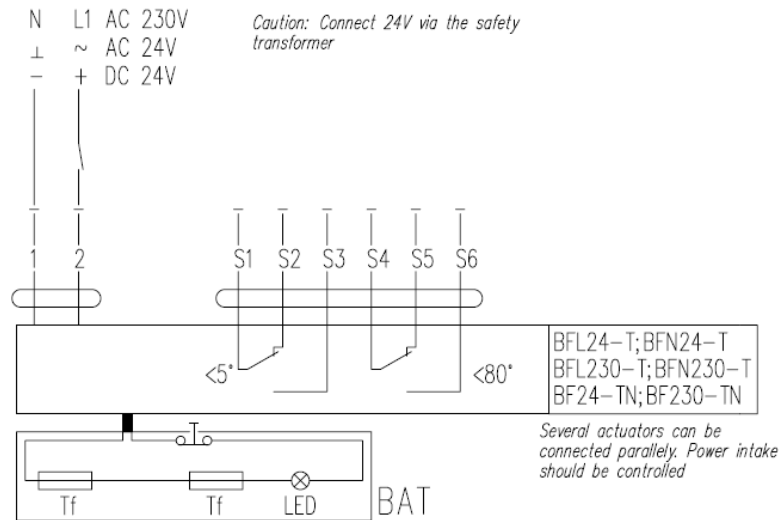 N L1 AC 230V
⊥ ~ AC 24V
− + DC 24V
Caution: Connect 24V via the safety
transformer
1 2 S1 S2 S3 S4 S5 S6
<5° <80°
BFL24-T;BFN24-T
BFL230-T;BFN230-T
BF24-TN;BF230-TN
Several actuators can be
connected parallely. Power intake
should be controlled
Tf Tf LED BAT